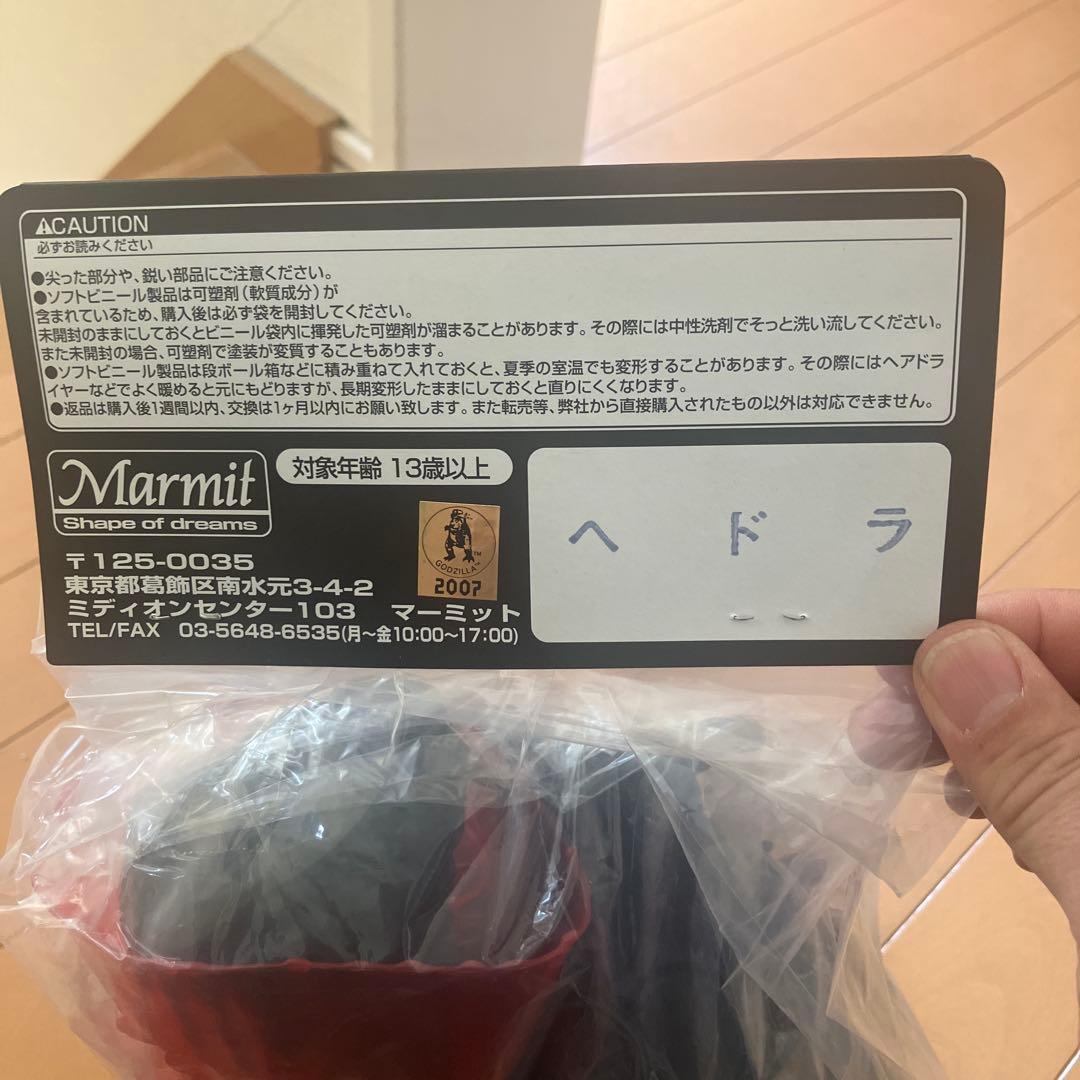 ⚠CAUTION
必ずお読みください
●尖った部分や、鋭い部品にご注意ください。
●ソフトビニール製品は可塑剤(軟質成分)が
含まれているため、購入後は必ず袋を開封してください。
未開封のままにしておくとビニール袋内に揮発した可塑剤が溜まることがあります。その際には中性洗剤でそっと洗い流してください。
また未開封の場合、可塑剤で塗装が変質することもあります。
●ソフトビニール製品は段ボール箱などに積み重ねて入れておくと、夏季の室温でも変形することがあります。その際にはヘアドラ
イヤーなどでよく暖めると元にもどりますが、長期変形したままにしておくと直りにくくなります。
●返品は購入後1週間以内、交換は1ヶ月以内にお願い致します。また転売等、弊社から直接購入されたもの以外は対応できません。
Marmit
Shape of dreams
対象年齢 13歳以上
GODZILLA™
2007
〒125-0035
東京都葛飾区南水元3-4-2
ミディオンセンター103 マーミット
TEL/FAX 03-5648-6535(月~金10:00~17:00)
ヘドラ